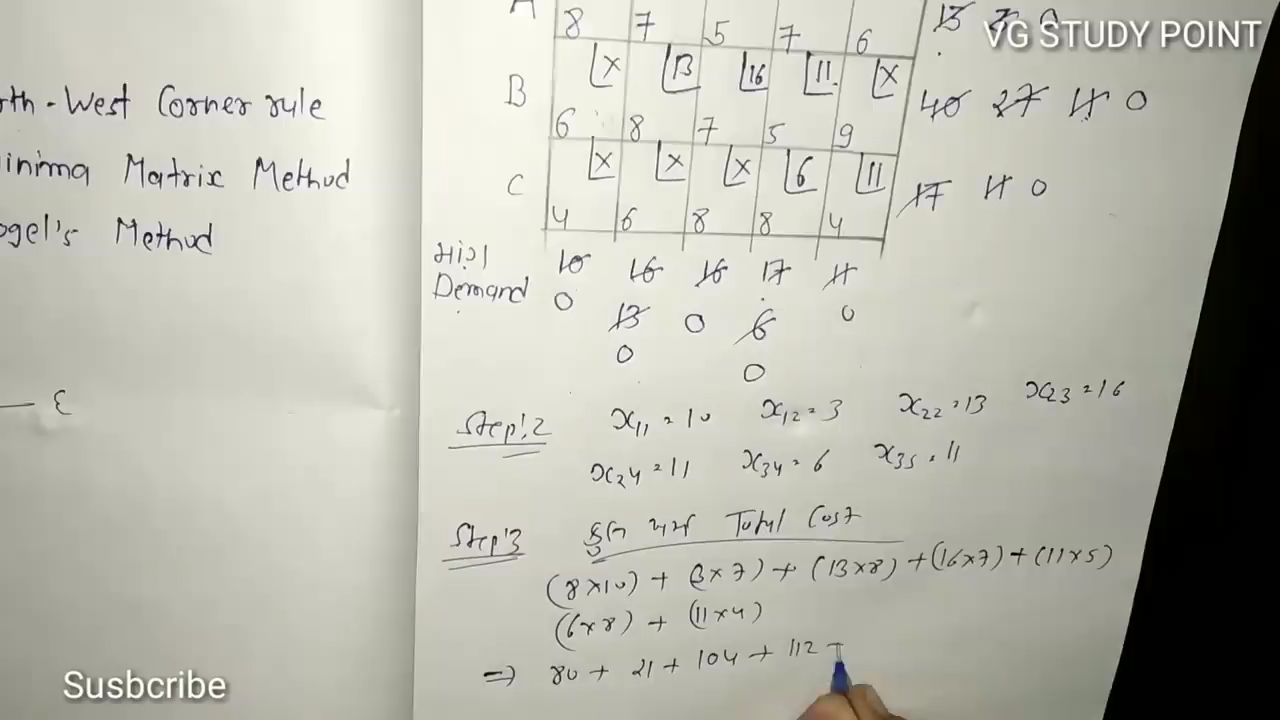 VG STUDY POINT
rth-West Corner rule
inima Matrix Method
ogel's Method
ε
8 7 5 7 6
B x 13 16 11 x 40 27 11 0
6 8 7 5 9
C x x x 6 11 17 11 0
4 6 8 8 4
मांग
Demand 10 16 16 17 11
0 13 0 6 0
0 0
Step:2 x11 = 10 x12 = 3 x22 = 13 x23 = 16
x24 = 11 x34 = 6 x35 = 11
Step:3 कुल Total Cost
(8×10) + (3×7) + (13×8) + (16×7) + (11×5)
(6×8) + (11×4)
⇒ 80 + 21 + 104 + 112
Susbcribe